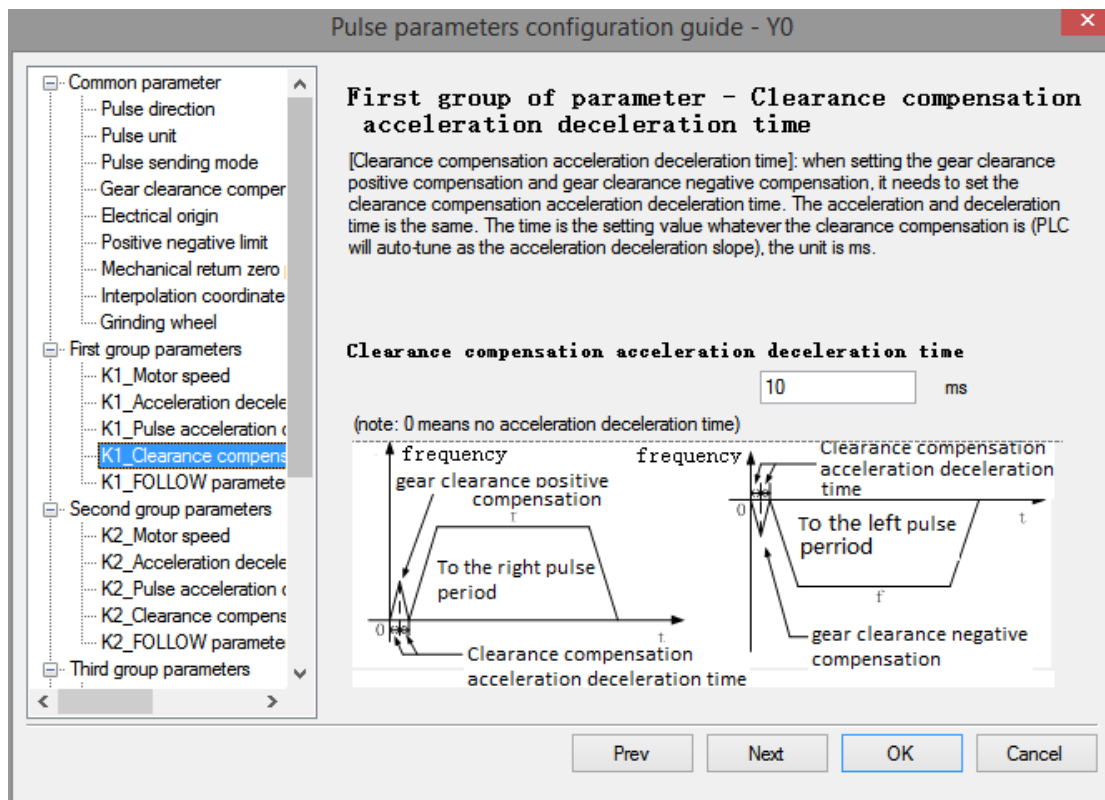 Pulse parameters configuration guide - Y0
Common parameter
Pulse direction
Pulse unit
Pulse sending mode
Gear clearance comper
Electrical origin
Positive negative limit
Mechanical return zero
Interpolation coordinate
Grinding wheel
First group parameters
K1_Motor speed
K1_Acceleration decele
K1_Pulse acceleration
K1_Clearance compens
K1_FOLLOW paramete
Second group parameters
K2_Motor speed
K2_Acceleration decele
K2_Pulse acceleration
K2_Clearance compens
K2_FOLLOW paramete
Third group parameters
First group of parameter - Clearance compensation
acceleration deceleration time
[Clearance compensation acceleration deceleration time]: when setting the gear clearance
positive compensation and gear clearance negative compensation, it needs to set the
clearance compensation acceleration deceleration time. The acceleration and deceleration
time is the same. The time is the setting value whatever the clearance compensation is (PLC
will auto-tune as the acceleration deceleration slope), the unit is ms.
Clearance compensation acceleration deceleration time
10 ms
(note: 0 means no acceleration deceleration time)
frequency
gear clearance positive
compensation
To the right pulse
period
0
t
Clearance compensation
acceleration deceleration time
frequency
Clearance compensation
acceleration deceleration
time
0
t
To the left pulse
perriod
f
gear clearance negative
compensation
Prev
Next
OK
Cancel